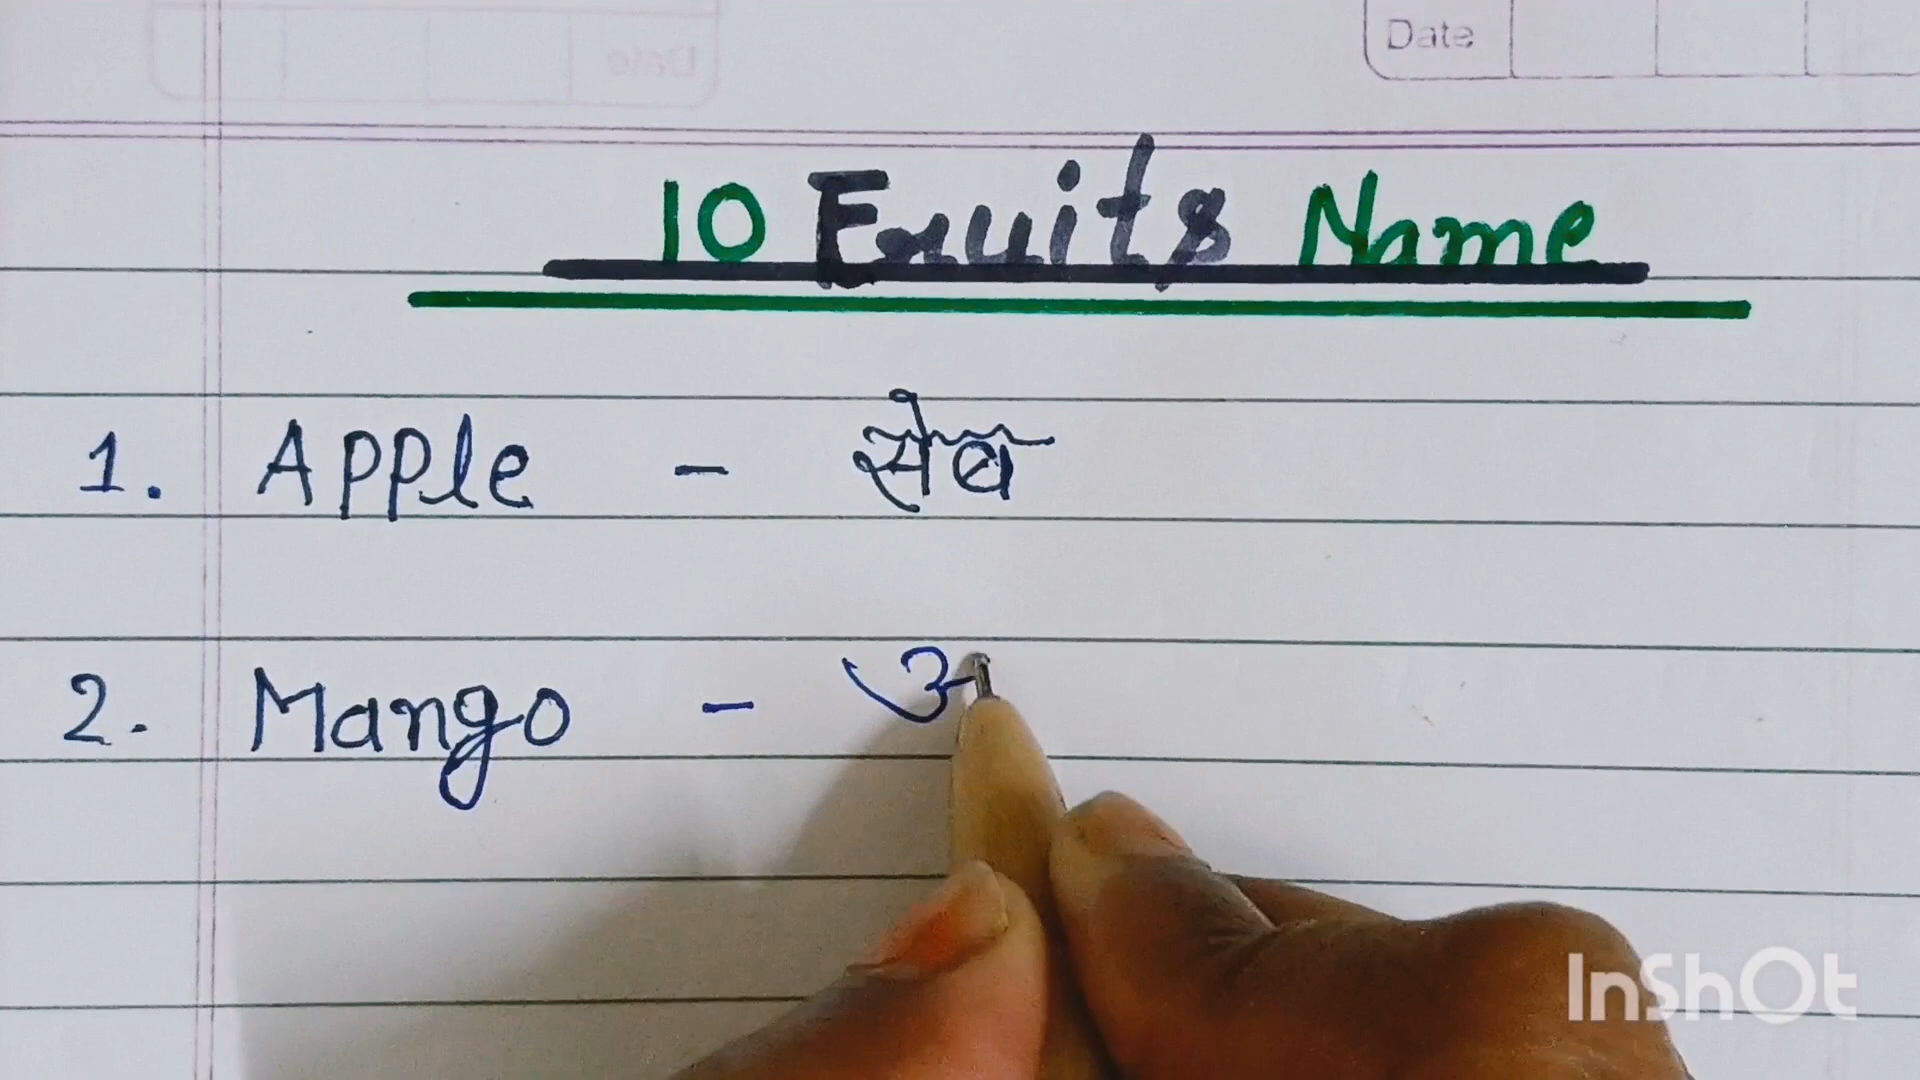 Date
10 Fruits Name
1. Apple - सेब
2. Mango -
InShOt